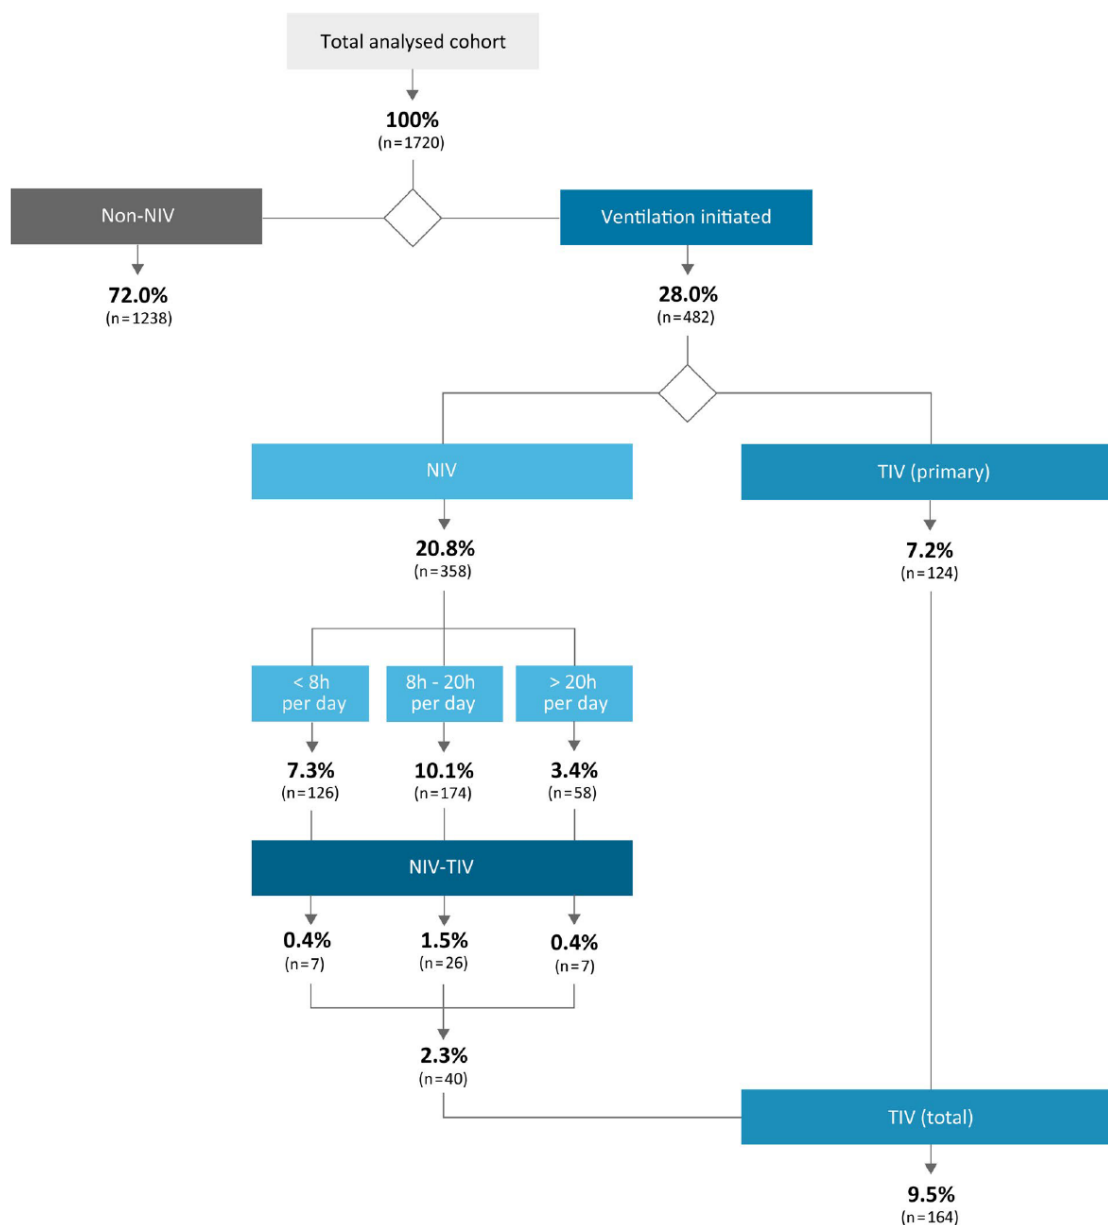 Total analysed cohort
100%
(n=1720)
Non-NIV
Ventilation initiated
72.0%
(n=1238)
28.0%
(n=482)
NIV
TIV (primary)
20.8%
(n=358)
7.2%
(n=124)
< 8h
per day
8h - 20h
per day
> 20h
per day
7.3%
(n=126)
10.1%
(n=174)
3.4%
(n=58)
NIV-TIV
0.4%
(n=7)
1.5%
(n=26)
0.4%
(n=7)
2.3%
(n=40)
TIV (total)
9.5%
(n=164)